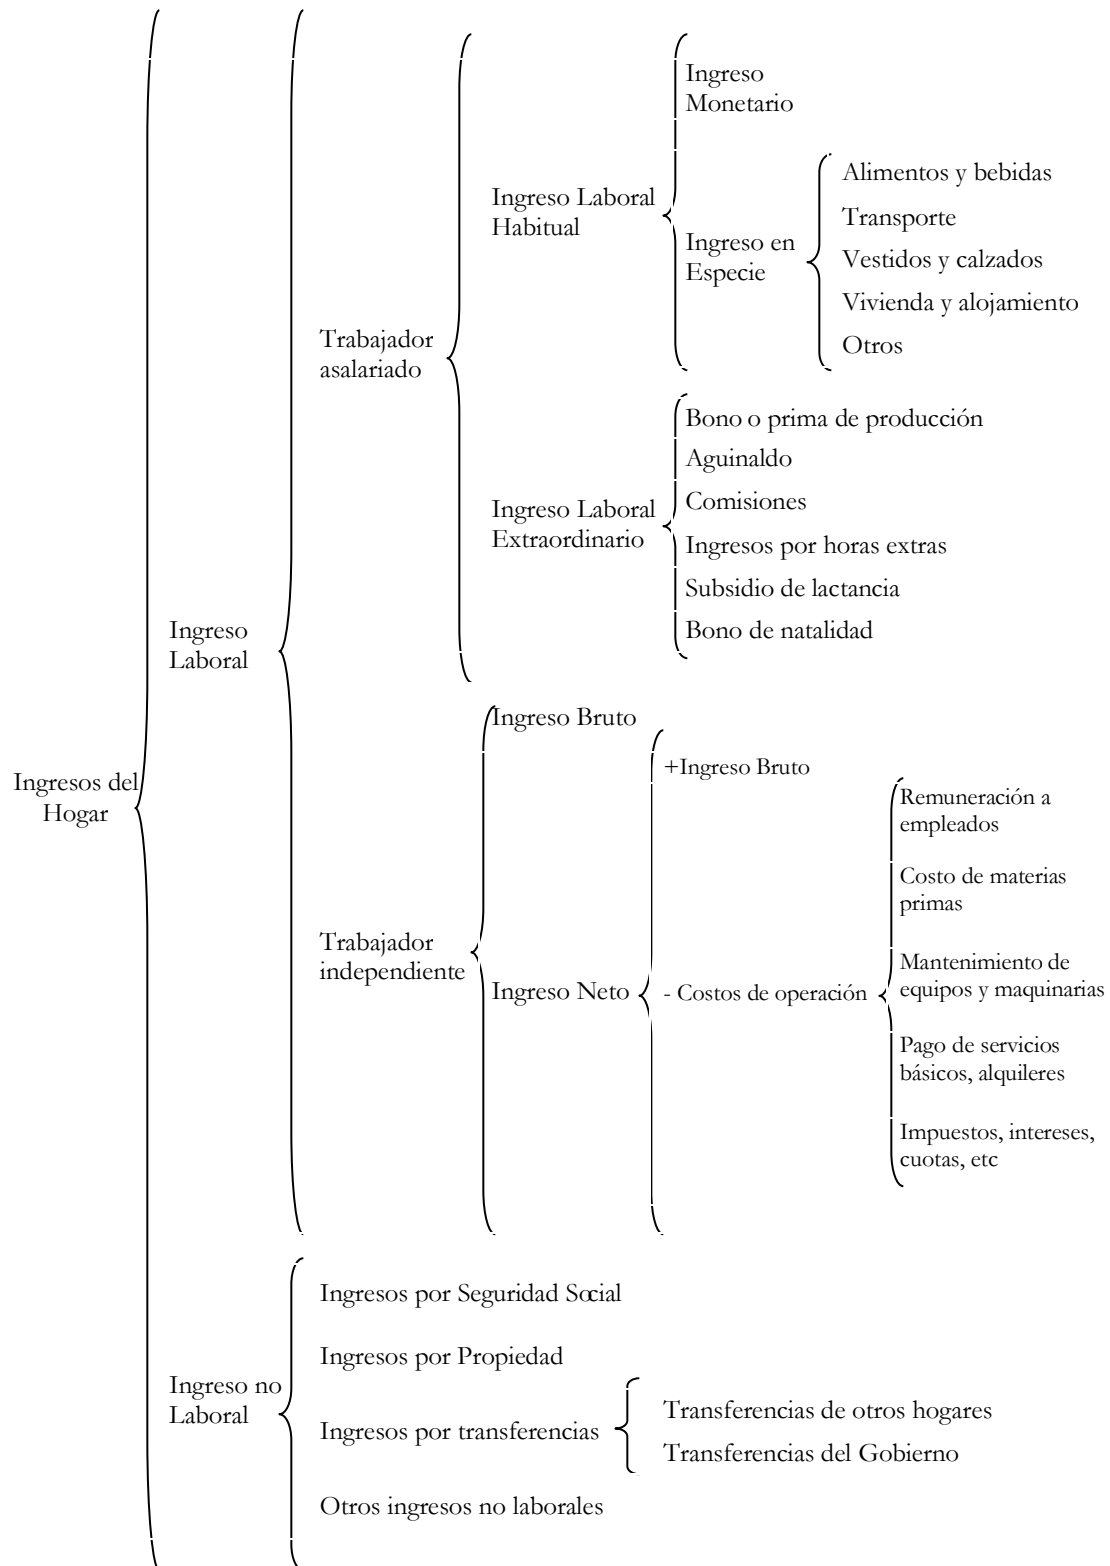 Ingreso
Monetario
Alimentos y bebidas
Ingreso Laboral
Habitual
Transporte
Ingreso en
Especie
Vestidos y calzados
Vivienda y alojamiento
Trabajador
asalariado
Otros
Bono o prima de producción
Aguinaldo
Comisiones
Ingreso Laboral
Extraordinario
Ingresos por horas extras
Subsidio de lactancia
Bono de natalidad
Ingreso
Laboral
Ingreso Bruto
+Ingreso Bruto
Ingresos del
Hogar
Remuneración a
empleados
Costo de materias
primas
Trabajador
independiente
Ingreso Neto
- Costos de operación
Mantenimiento de
equipos y maquinarias
Pago de servicios
básicos, alquileres
Impuestos, intereses,
cuotas, etc
Ingresos por Seguridad Social
Ingresos por Propiedad
Ingreso no
Laboral
Ingresos por transferencias
Transferencias de otros hogares
Transferencias del Gobierno
Otros ingresos no laborales